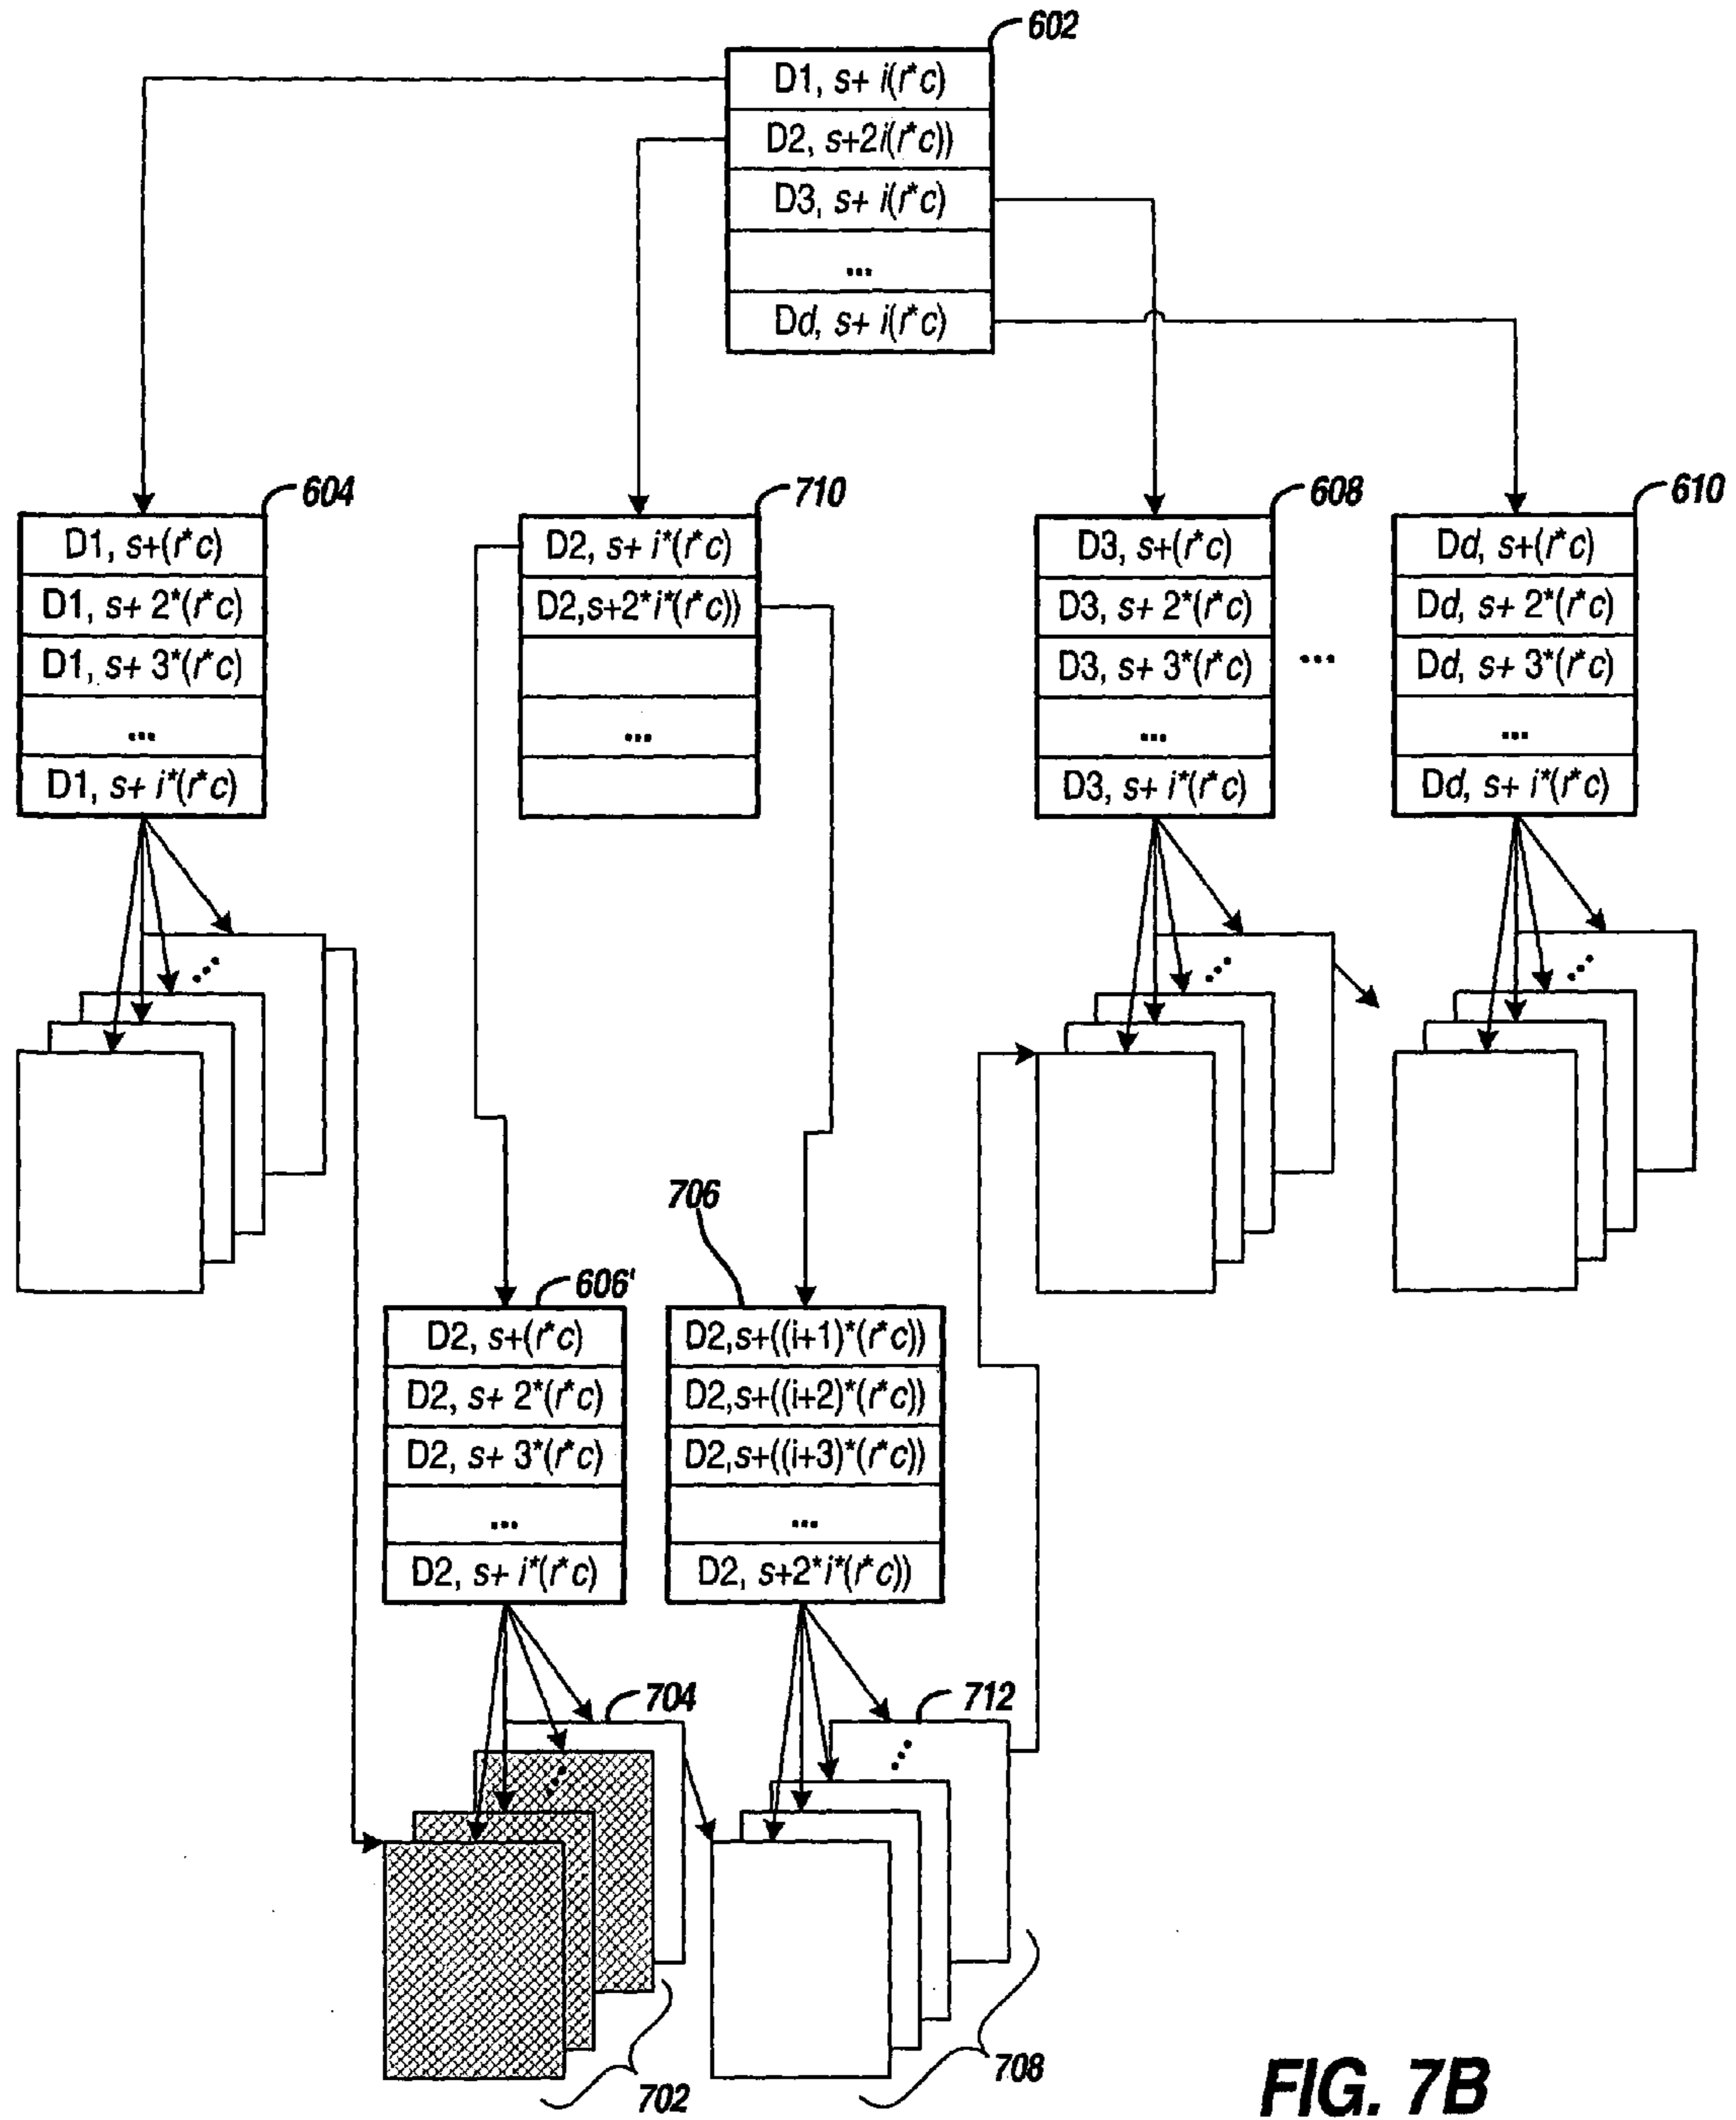 602
D1, s+ i(r*c)
D2, s+2i(r*c))
D3, s+ i(r*c)
...
Dd, s+ i(r*c)
604
D1, s+(r*c)
D1, s+ 2*(r*c)
D1, s+ 3*(r*c)
...
D1, s+ i*(r*c)
710
D2, s+ i*(r*c)
D2,s+2*i*(r*c))
...
608
D3, s+(r*c)
D3, s+ 2*(r*c)
D3, s+ 3*(r*c)
...
D3, s+ i*(r*c)
...
610
Dd, s+(r*c)
Dd, s+ 2*(r*c)
Dd, s+ 3*(r*c)
...
Dd, s+ i*(r*c)
...
...
...
606'
D2, s+(r*c)
D2, s+ 2*(r*c)
D2, s+ 3*(r*c)
...
D2, s+ i*(r*c)
706
D2,s+((i+1)*(r*c))
D2,s+((i+2)*(r*c))
D2,s+((i+3)*(r*c))
...
D2, s+2*i*(r*c))
704
...
712
...
702
708
FIG. 7B